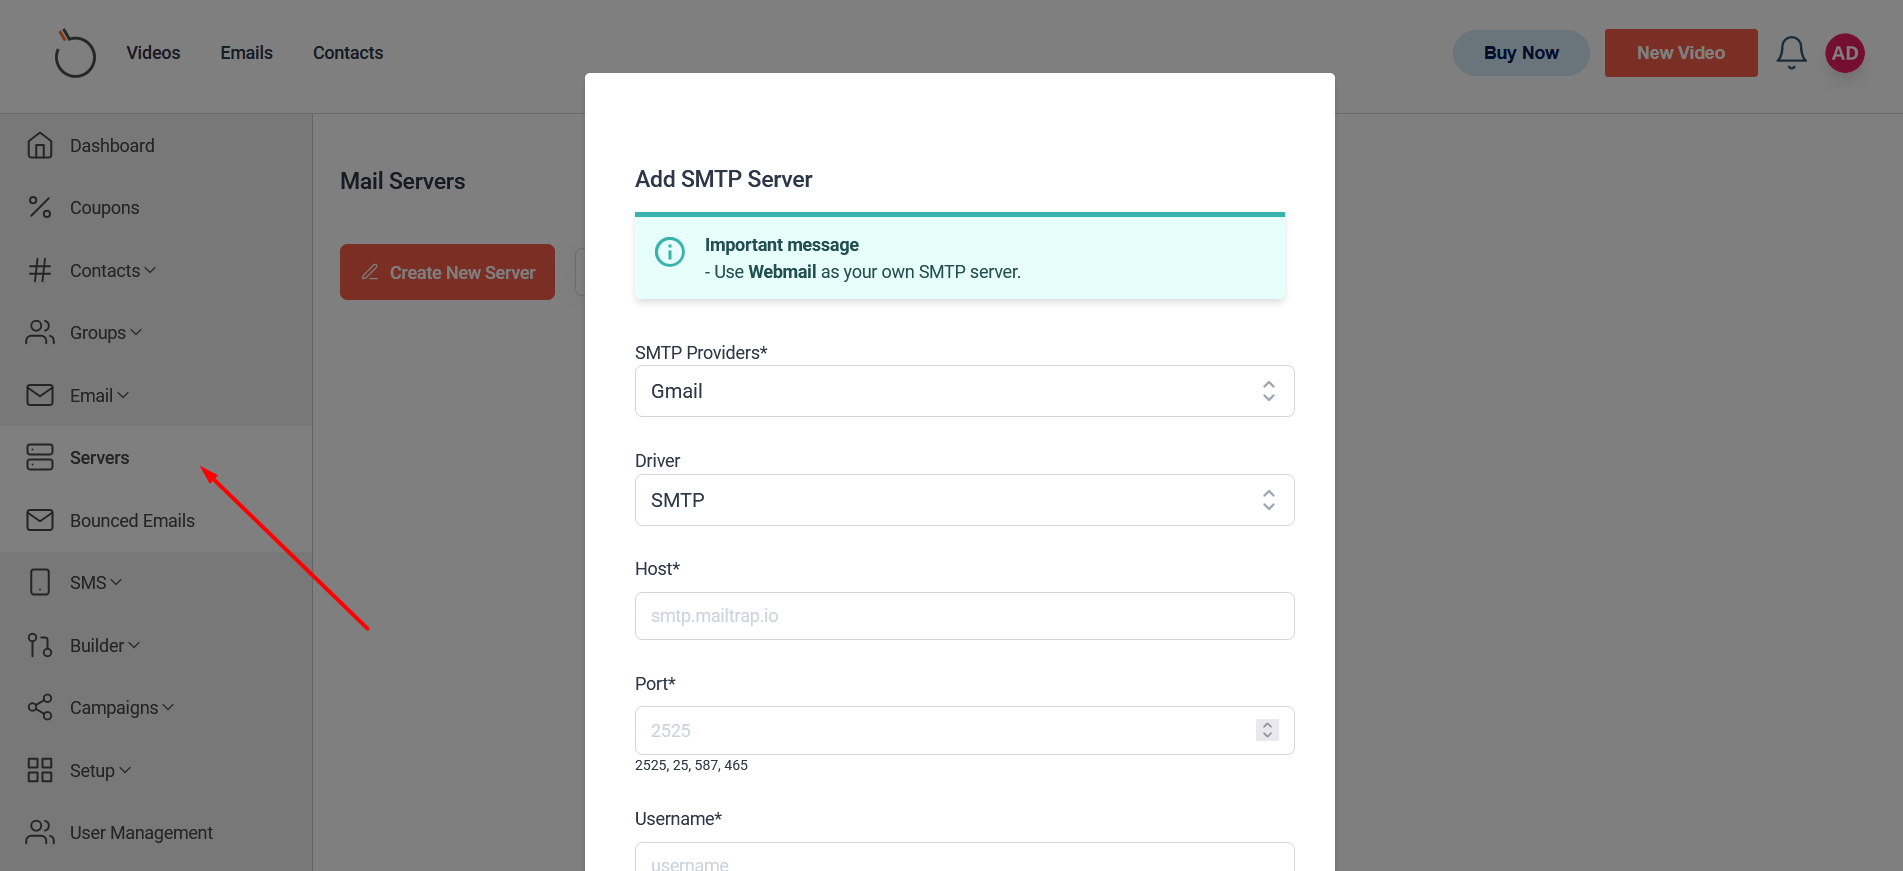 Videos Emails Contacts Buy Now New Video AD
Dashboard
Coupons
Contacts
Groups
Email
Servers
Bounced Emails
SMS
Builder
Campaigns
Setup
User Management
Mail Servers
Create New Server
Add SMTP Server
Important message
- Use Webmail as your own SMTP server.
SMTP Providers*
Gmail
Driver
SMTP
Host*
smtp.mailtrap.io
Port*
2525
2525, 25, 587, 465
Username*
username